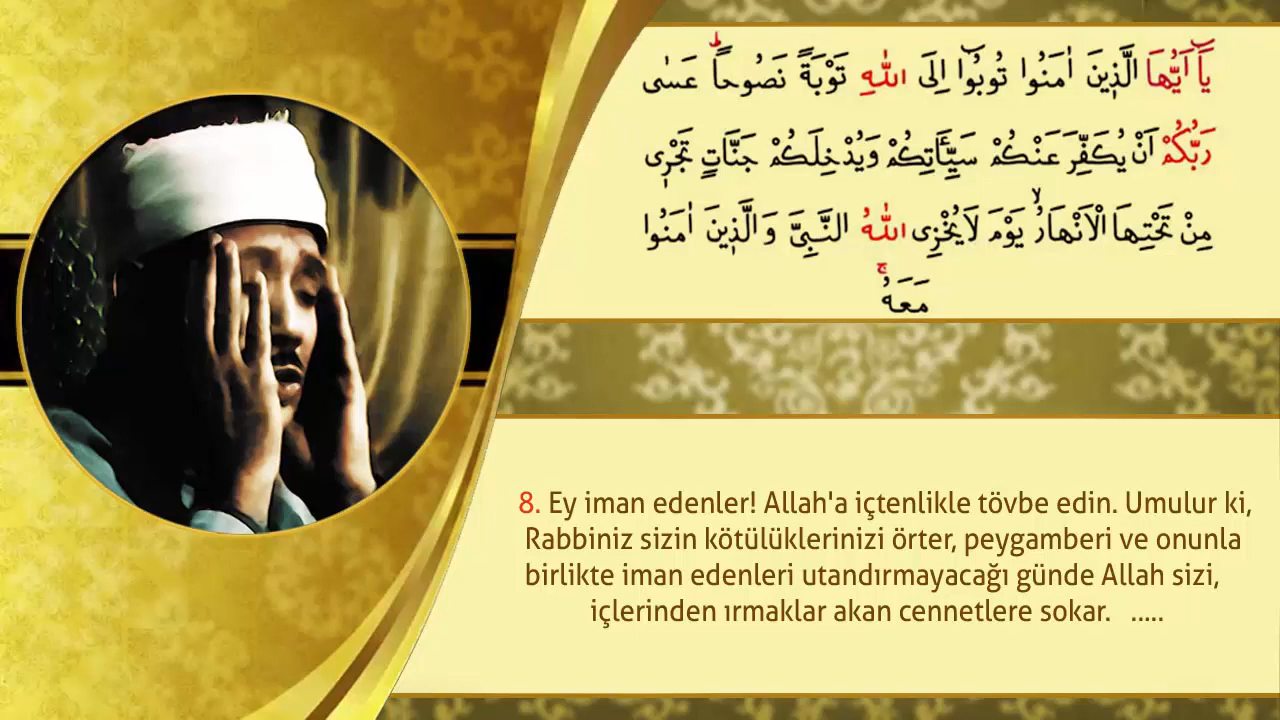 يَٓا اَيُّهَا الَّذ۪ينَ اٰمَنُوا تُوبُٓوا اِلَى اللّٰهِ تَوْبَةً نَصُوحاًۜ عَسٰى
رَبُّكُمْ اَنْ يُكَفِّرَ عَنْكُمْ سَيِّـَٔاتِكُمْ وَيُدْخِلَكُمْ جَنَّاتٍ تَجْر۪ي
مِنْ تَحْتِهَا الْاَنْهَارُۙ يَوْمَ لَا يُخْزِي اللّٰهُ النَّبِيَّ وَالَّذ۪ينَ اٰمَنُوا
مَعَهُۚ
8. Ey iman edenler! Allah'a içtenlikle tövbe edin. Umulur ki,
Rabbiniz sizin kötülüklerinizi örter, peygamberi ve onunla
birlikte iman edenleri utandırmayacağı günde Allah sizi,
içlerinden ırmaklar akan cennetlere sokar. .....